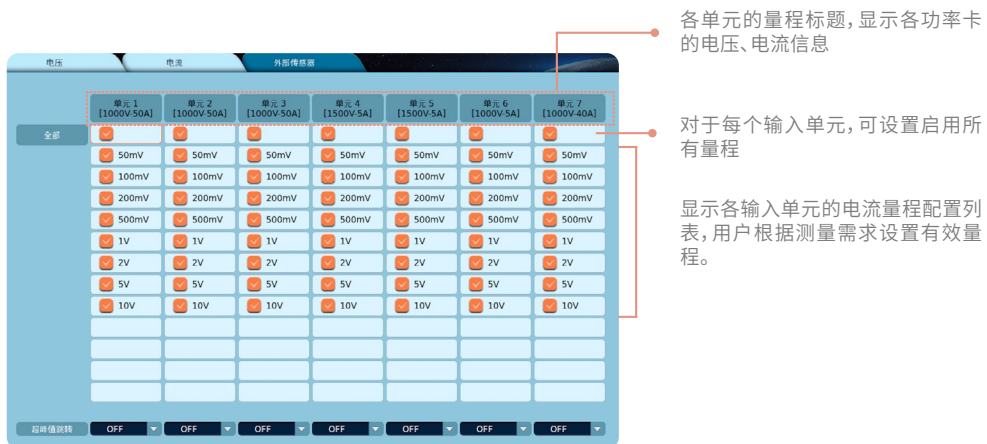 各单元的量程标题，显示各功率卡
的电压、电流信息
电压 电流 外部传感器
单元 1 单元 2 单元 3 单元 4 单元 5 单元 6 单元 7
[1000V-50A] [1000V-50A] [1000V-50A] [1500V-5A] [1500V-5A] [1000V-5A] [1000V-40A]
全部
对于每个输入单元，可设置启用所
有量程
50mV 50mV 50mV 50mV 50mV 50mV 50mV
100mV 100mV 100mV 100mV 100mV 100mV 100mV
200mV 200mV 200mV 200mV 200mV 200mV 200mV
500mV 500mV 500mV 500mV 500mV 500mV 500mV
1V 1V 1V 1V 1V 1V 1V
2V 2V 2V 2V 2V 2V 2V
5V 5V 5V 5V 5V 5V 5V
10V 10V 10V 10V 10V 10V 10V
显示各输入单元的电流量程配置列
表，用户根据测量需求设置有效量
程。
超峰值跳转 OFF OFF OFF OFF OFF OFF OFF